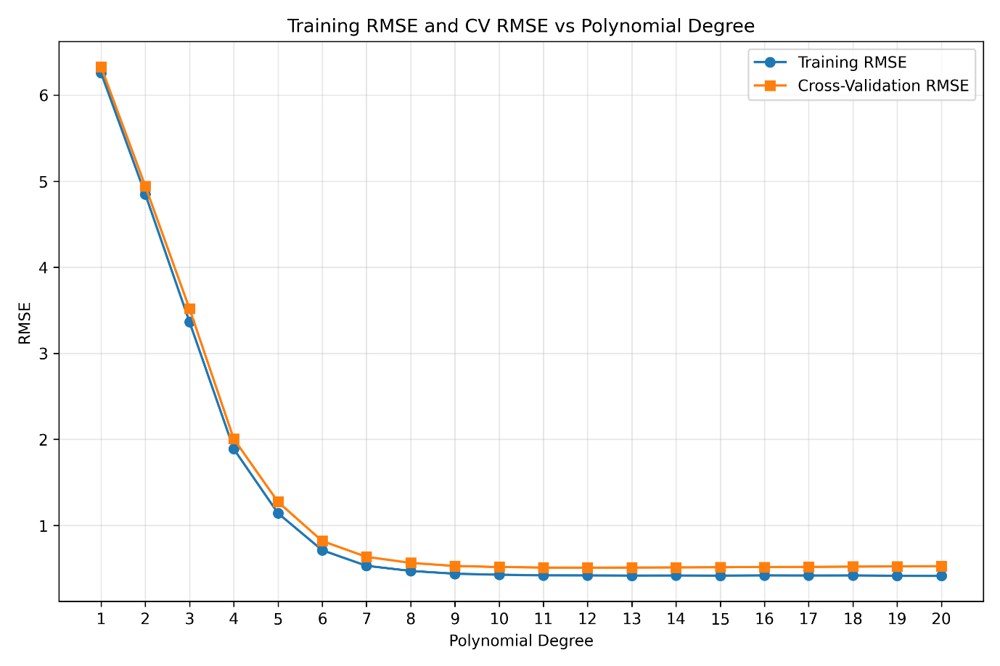 Training RMSE and CV RMSE vs Polynomial Degree
Training RMSE
Cross-Validation RMSE
6
5
4
3
2
1
RMSE
1 2 3 4 5 6 7 8 9 10 11 12 13 14 15 16 17 18 19 20
Polynomial Degree